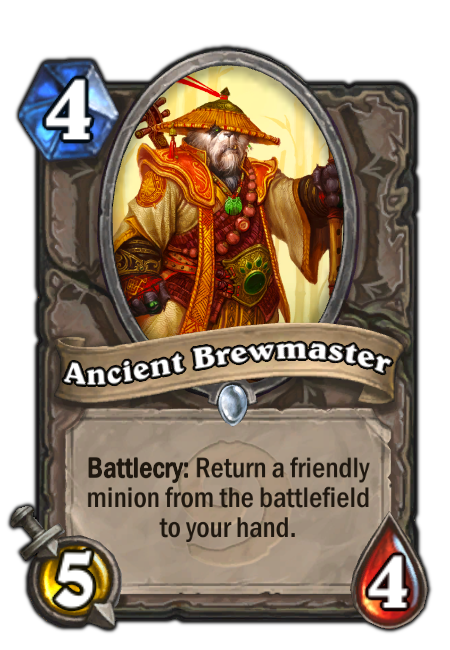 4
Ancient Brewmaster
Battlecry: Return a friendly
minion from the battlefield
to your hand.
5
4